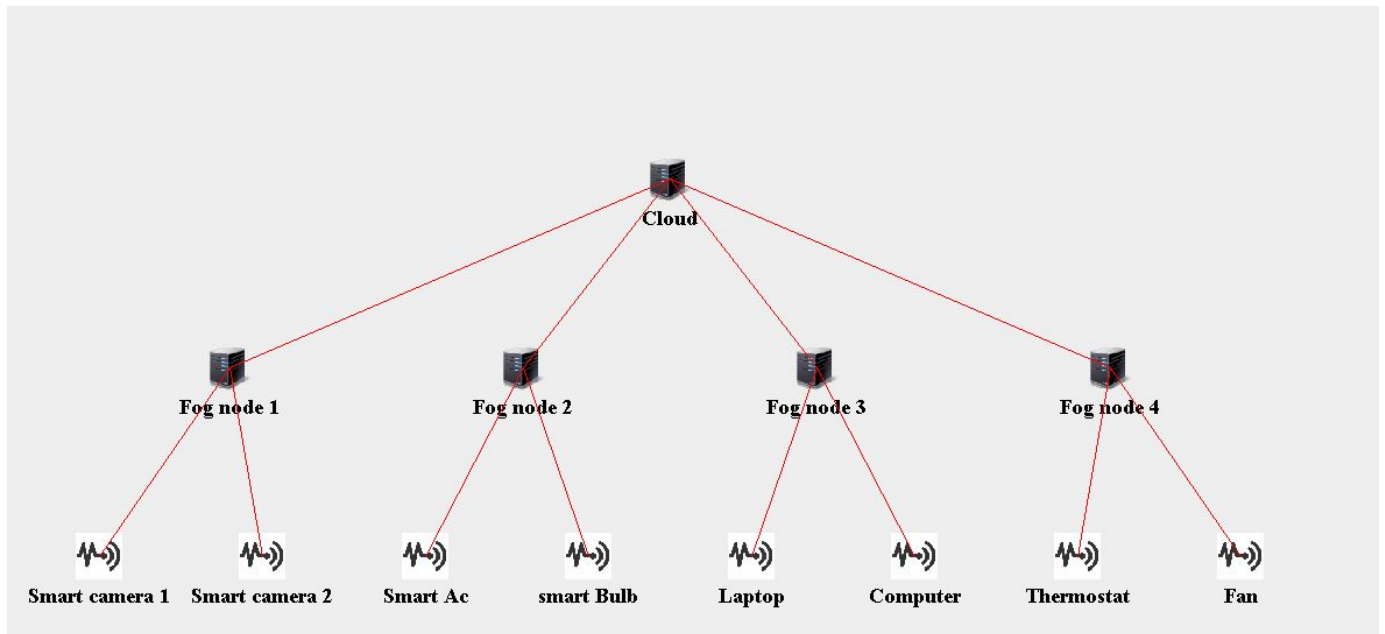 Cloud
Fog node 1
Fog node 2
Fog node 3
Fog node 4
Smart camera 1
Smart camera 2
Smart Ac
smart Bulb
Laptop
Computer
Thermostat
Fan